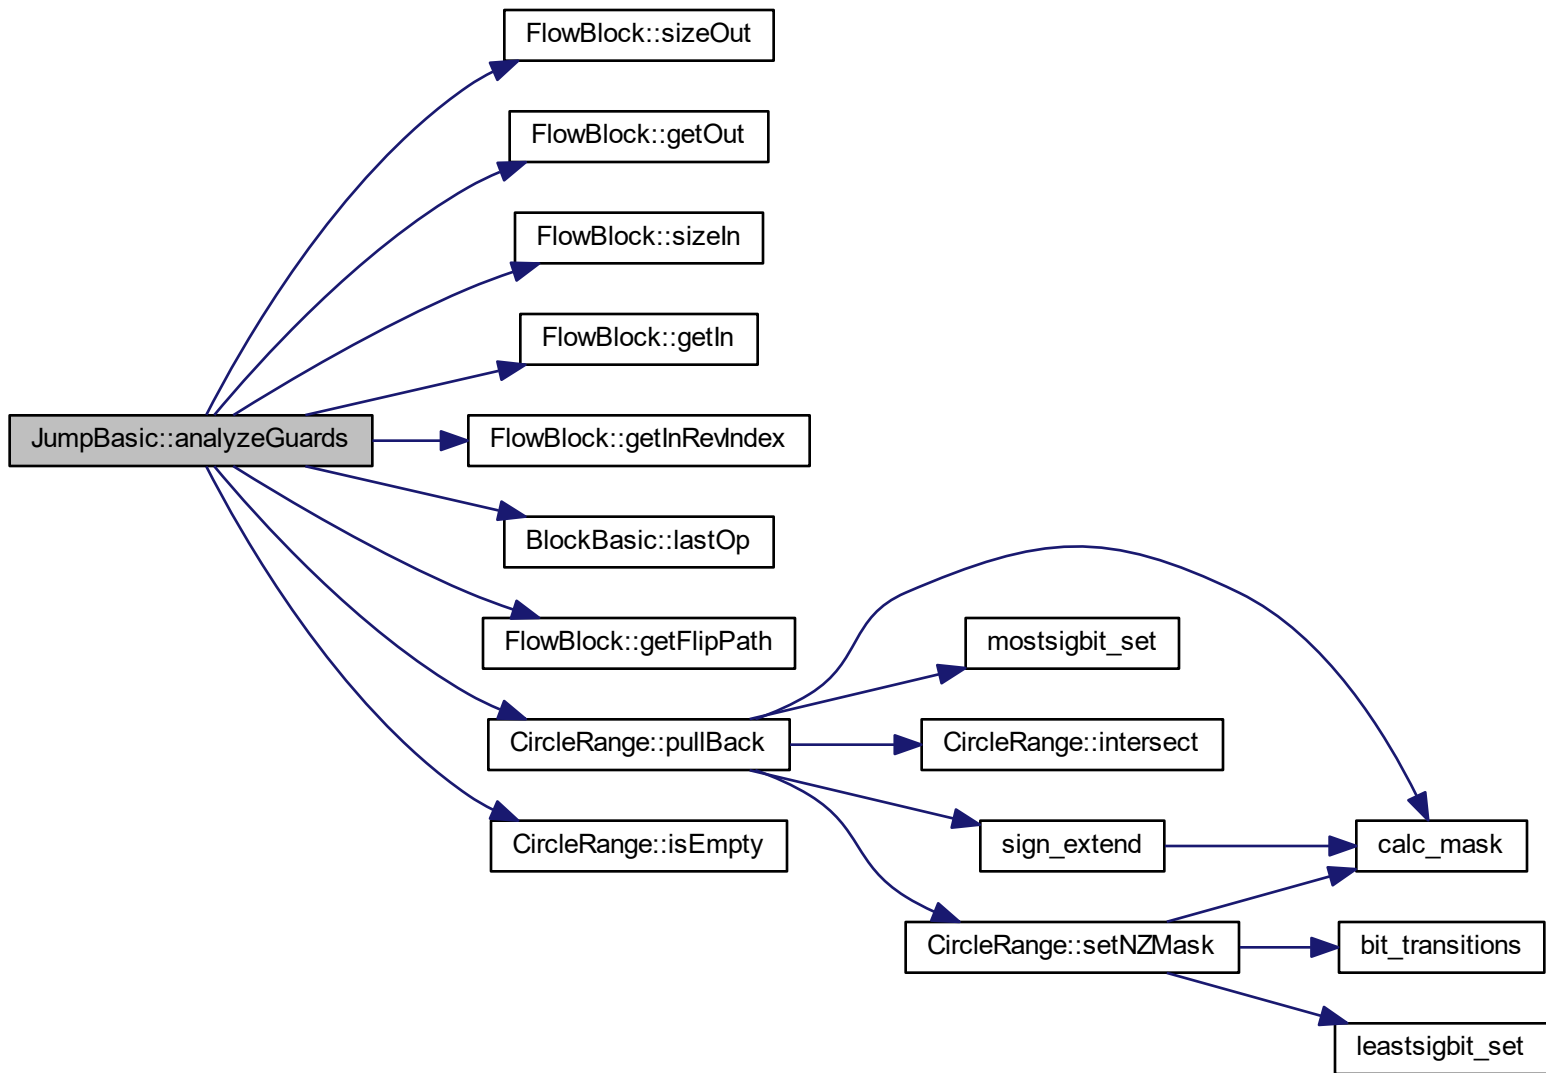 FlowBlock::sizeOut
FlowBlock::getOut
FlowBlock::sizeIn
FlowBlock::getIn
JumpBasic::analyzeGuards
FlowBlock::getInRevIndex
BlockBasic::lastOp
FlowBlock::getFlipPath
mostsigbit_set
CircleRange::pullBack
CircleRange::intersect
CircleRange::isEmpty
sign_extend
calc_mask
CircleRange::setNZMask
bit_transitions
leastsigbit_set